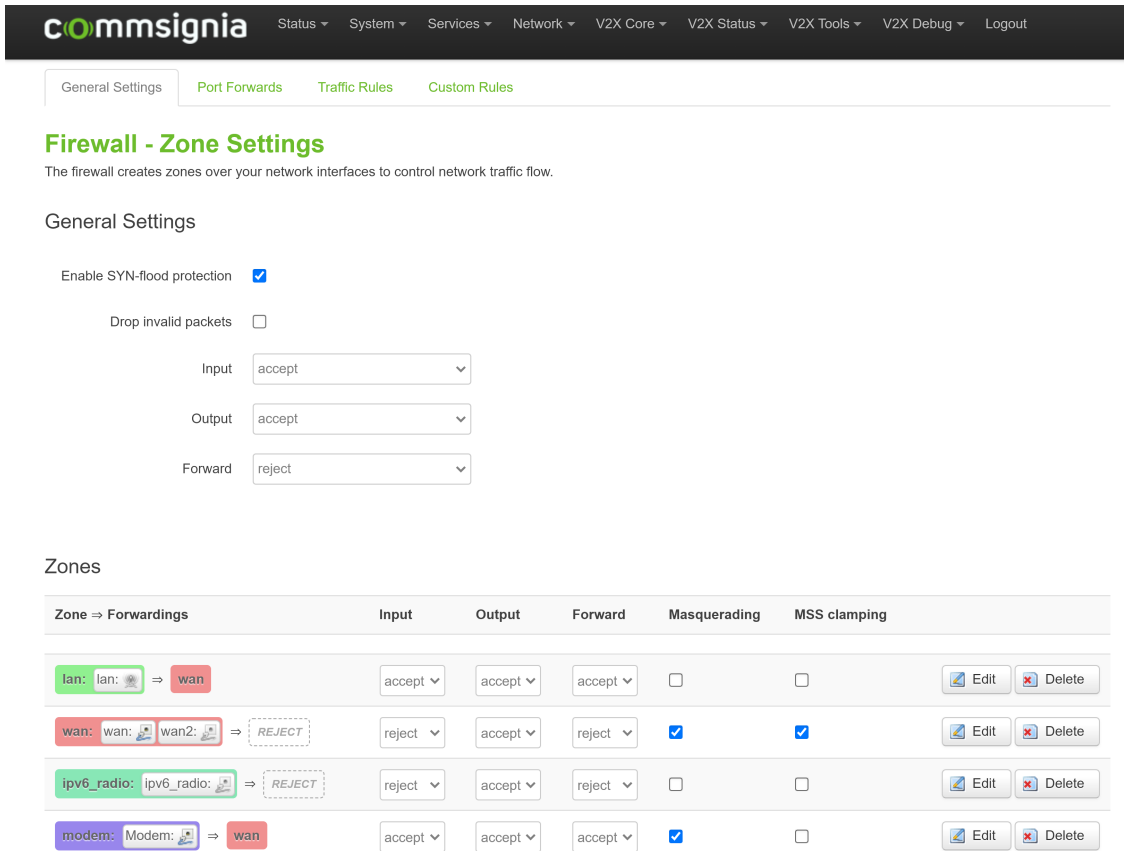 commsignia Status System Services Network V2X Core V2X Status V2X Tools V2X Debug Logout
General Settings Port Forwards Traffic Rules Custom Rules
Firewall - Zone Settings
The firewall creates zones over your network interfaces to control network traffic flow.
General Settings
Enable SYN-flood protection
Drop invalid packets
Input accept
Output accept
Forward reject
Zones
Zone ⇒ Forwardings Input Output Forward Masquerading MSS clamping
lan: lan: ⇒ wan accept accept accept Edit Delete
wan: wan: wan2: ⇒ REJECT reject accept reject Edit Delete
ipv6_radio: ipv6_radio: ⇒ REJECT reject accept reject Edit Delete
modem: Modem: ⇒ wan accept accept accept Edit Delete